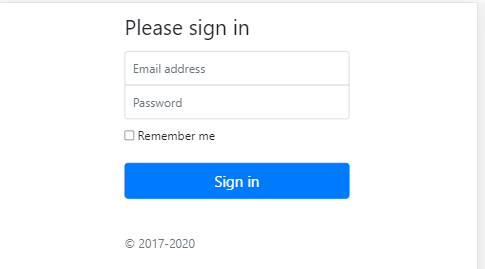 Please sign in
Email address
Password
Remember me
Sign in
© 2017-2020